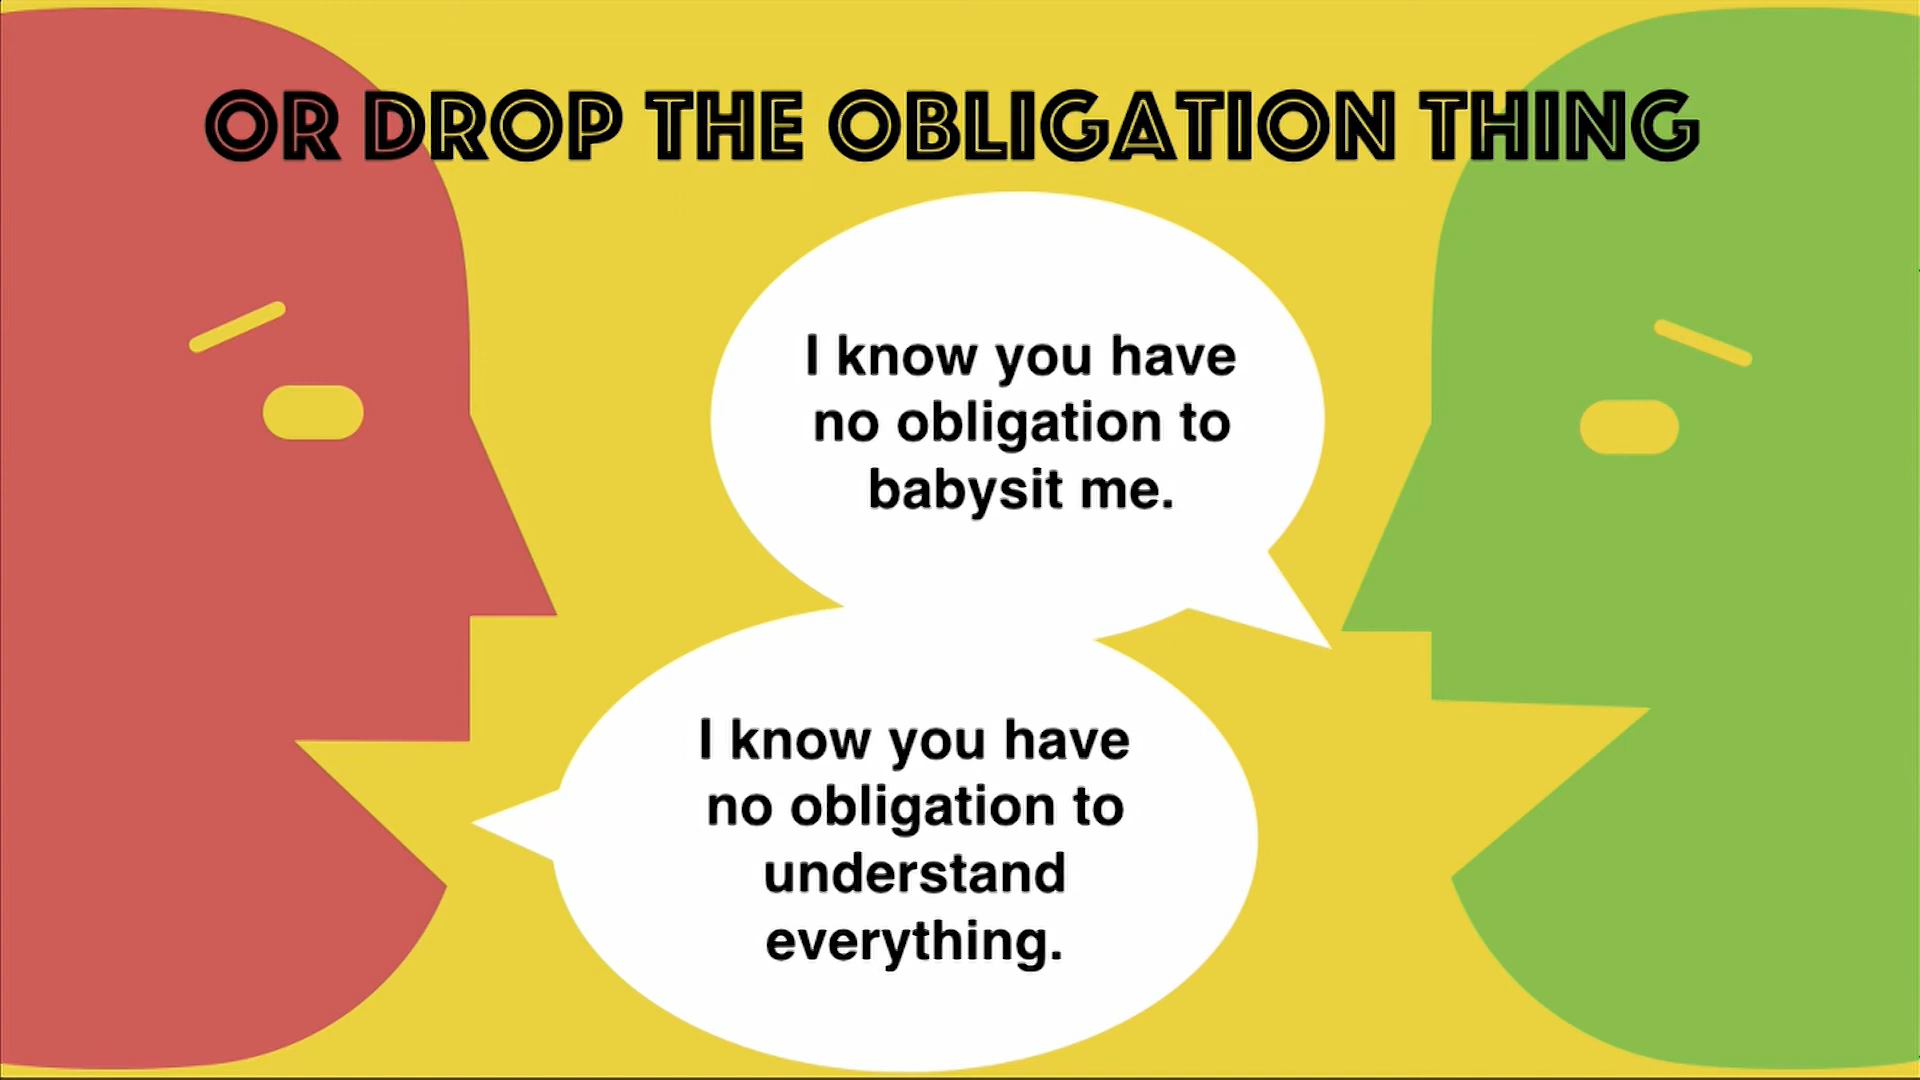 OR DROP THE OBLIGATION THING
I know you have
no obligation to
babysit me.
I know you have
no obligation to
understand
everything.